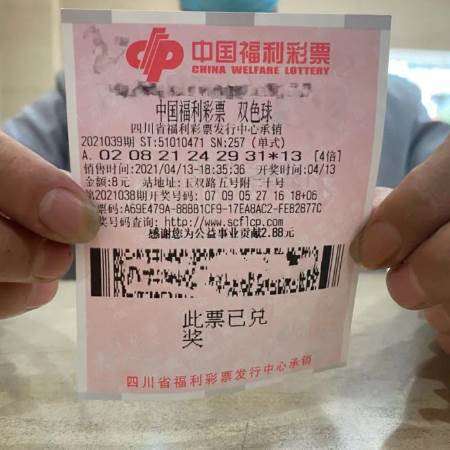 中国福利彩票
CHINA WELFARE LOTTERY
中国福利彩票 双色球
四川省福利彩票发行中心承销
2021039期 ST:51010471 SN:257 (单式)
A. 02 08 21 24 29 31*13 [4倍]
销售时间:2021/04/13-18:35:36 开奖时间:04/13
金额:8元 站地址:玉双路五号附二十号
2021038期开奖号码:07 09 05 27 16 18+06
票码:A69E479A-88BB1CF9-17EA8AC2-FEB2877C
奖号码查询: http://www.scflcp.com
感谢您为公益事业贡献2.88元
此票已兑
奖
四川省福利彩票发行中心承销